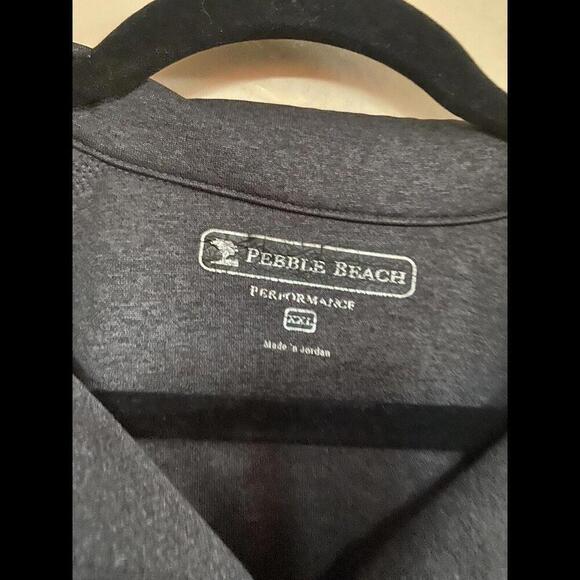 PEBBLE BEACH
PERFORMANCE
XXL
Made in Jordan